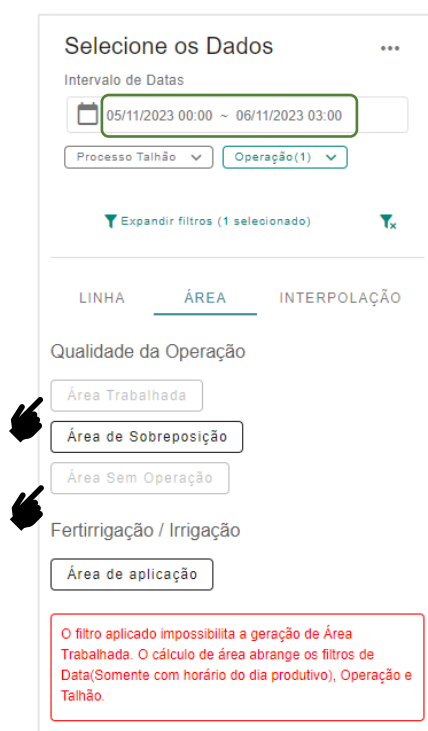 Selecione os Dados
Intervalo de Datas
05/11/2023 00:00 ~ 06/11/2023 03:00
Processo Talhão Operação(1)
Expandir filtros (1 selecionado)
LINHA ÁREA INTERPOLAÇÃO
Qualidade da Operação
Área Trabalhada
Área de Sobreposição
Área Sem Operação
Fertirrigação / Irrigação
Área de aplicação
O filtro aplicado impossibilita a geração de Área
Trabalhada. O cálculo de área abrange os filtros de
Data(Somente com horário do dia produtivo), Operação e
Talhão.